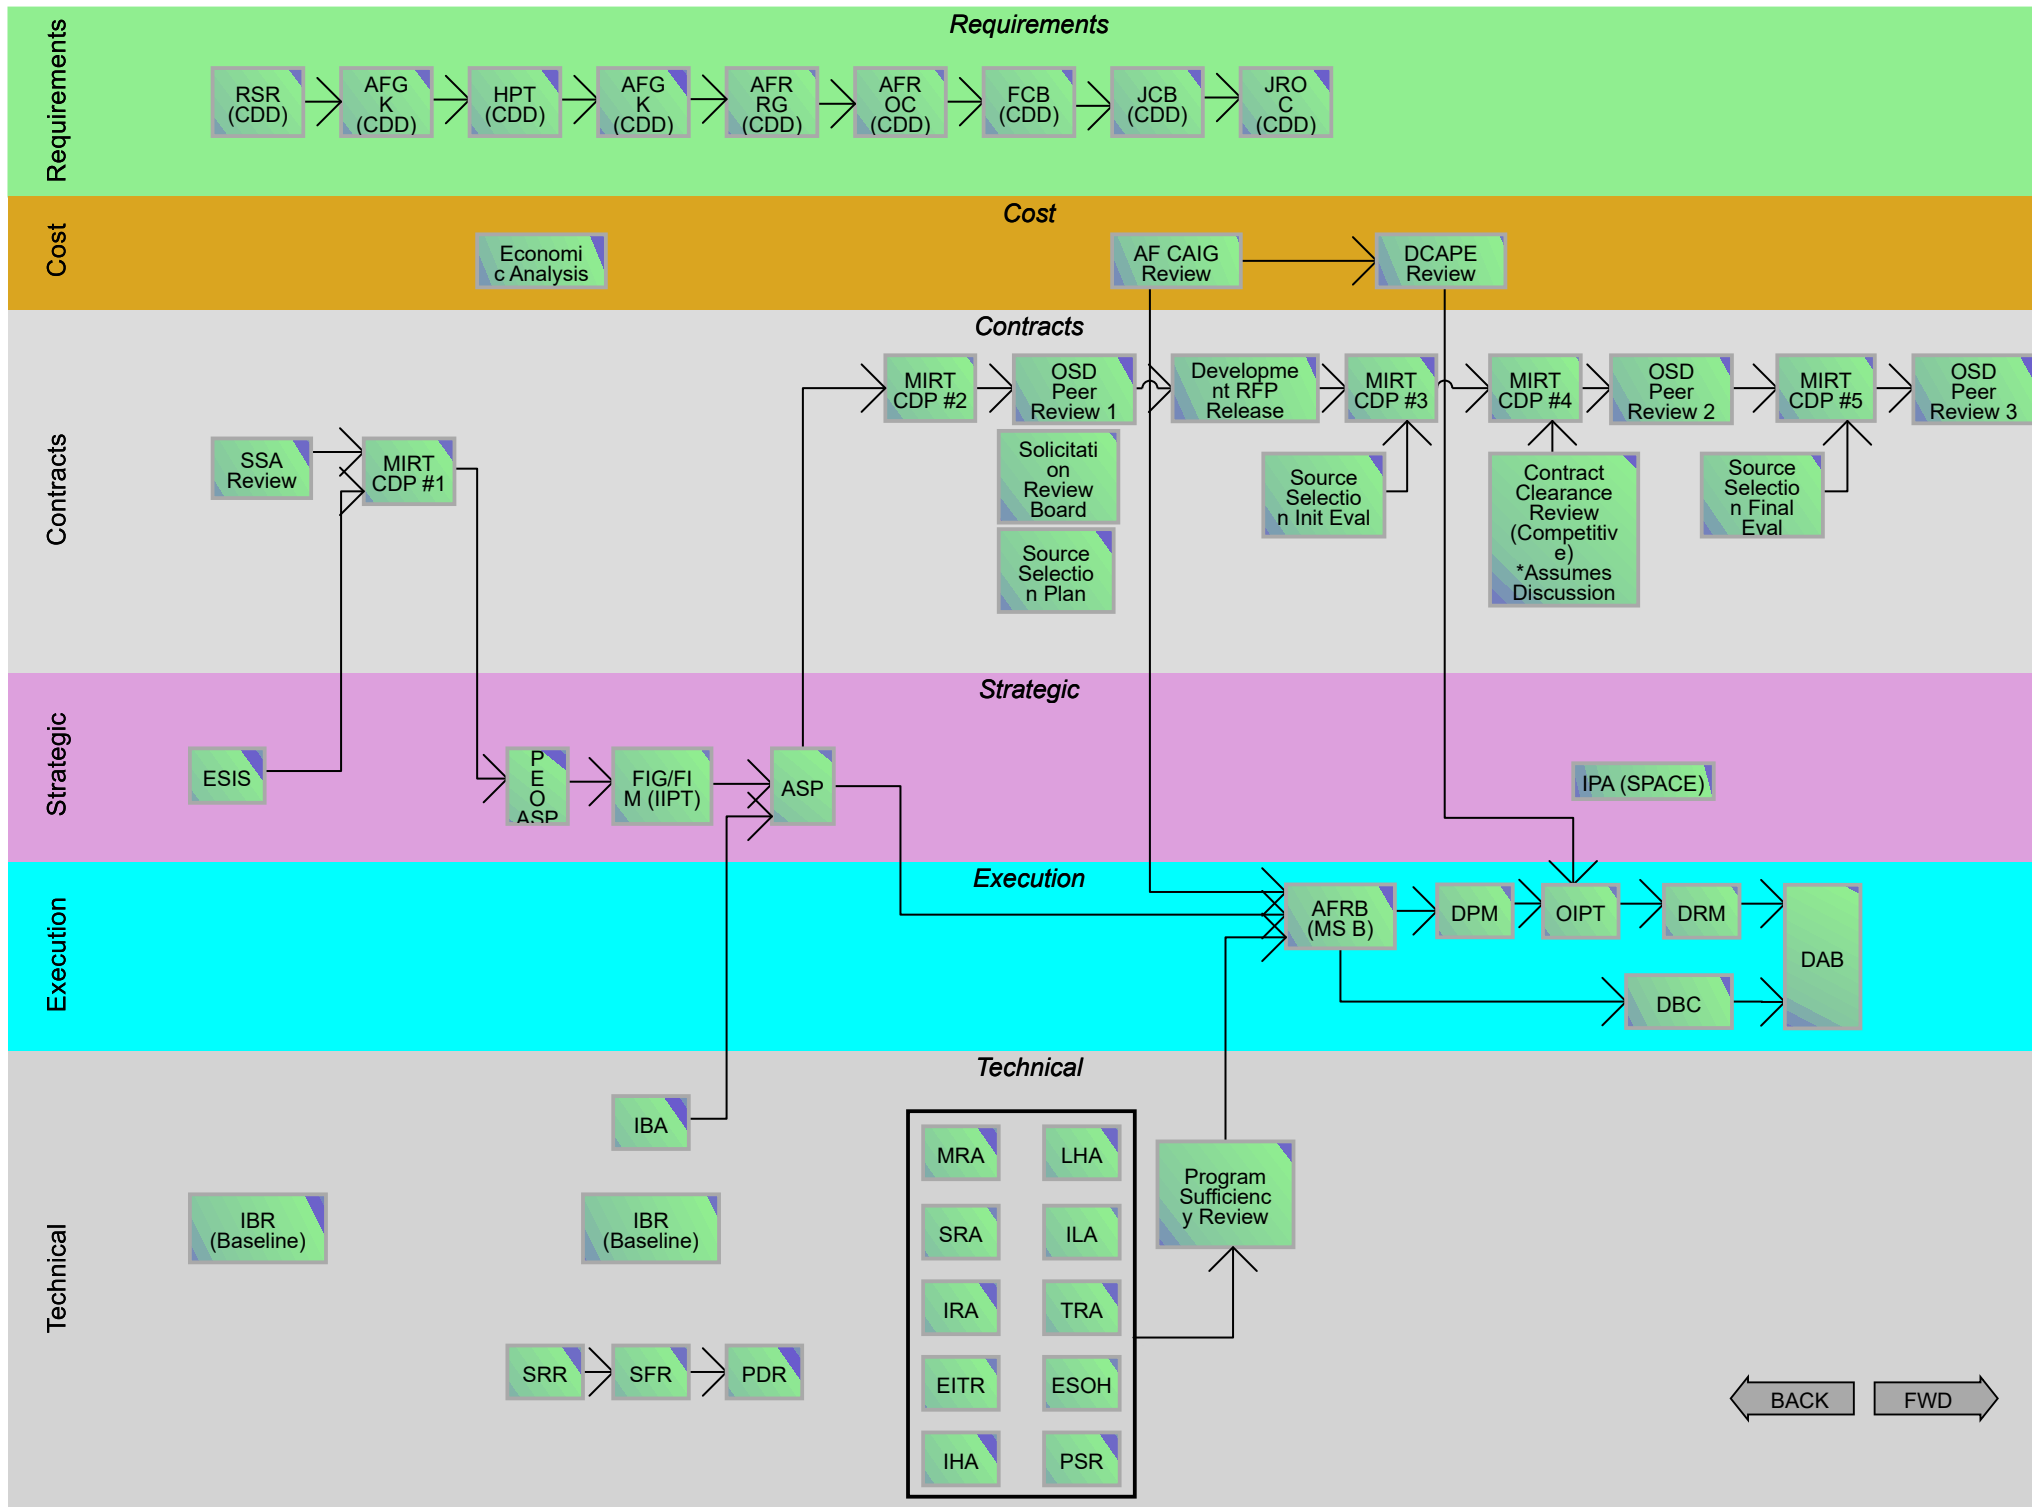 Requirements
Requirements
RSR
(CDD)
AFG
K
(CDD)
HPT
(CDD)
AFG
K
(CDD)
AFR
RG
(CDD)
AFR
OC
(CDD)
FCB
(CDD)
JCB
(CDD)
JRO
C
(CDD)
Cost
Cost
Economi
c Analysis
AF CAIG
Review
DCAPE
Review
Contracts
Contracts
SSA
Review
MIRT
CDP #1
MIRT
CDP #2
OSD
Peer
Review 1
Developme
nt RFP
Release
MIRT
CDP #3
MIRT
CDP #4
OSD
Peer
Review 2
MIRT
CDP #5
OSD
Peer
Review 3
Solicitati
on
Review
Board
Source
Selectio
n Plan
Source
Selectio
n Init Eval
Contract
Clearance
Review
(Competitiv
e)
*Assumes
Discussion
Source
Selectio
n Final
Eval
Strategic
Strategic
ESIS
P
E
O
ASP
FIG/FI
M (IIPT)
ASP
IPA (SPACE)
Execution
Execution
AFRB
(MS B)
DPM
OIPT
DRM
DAB
DBC
Technical
Technical
IBA
IBR
(Baseline)
IBR
(Baseline)
SRR
SFR
PDR
MRA
LHA
SRA
ILA
IRA
TRA
EITR
ESOH
IHA
PSR
Program
Sufficienc
y Review
BACK
FWD